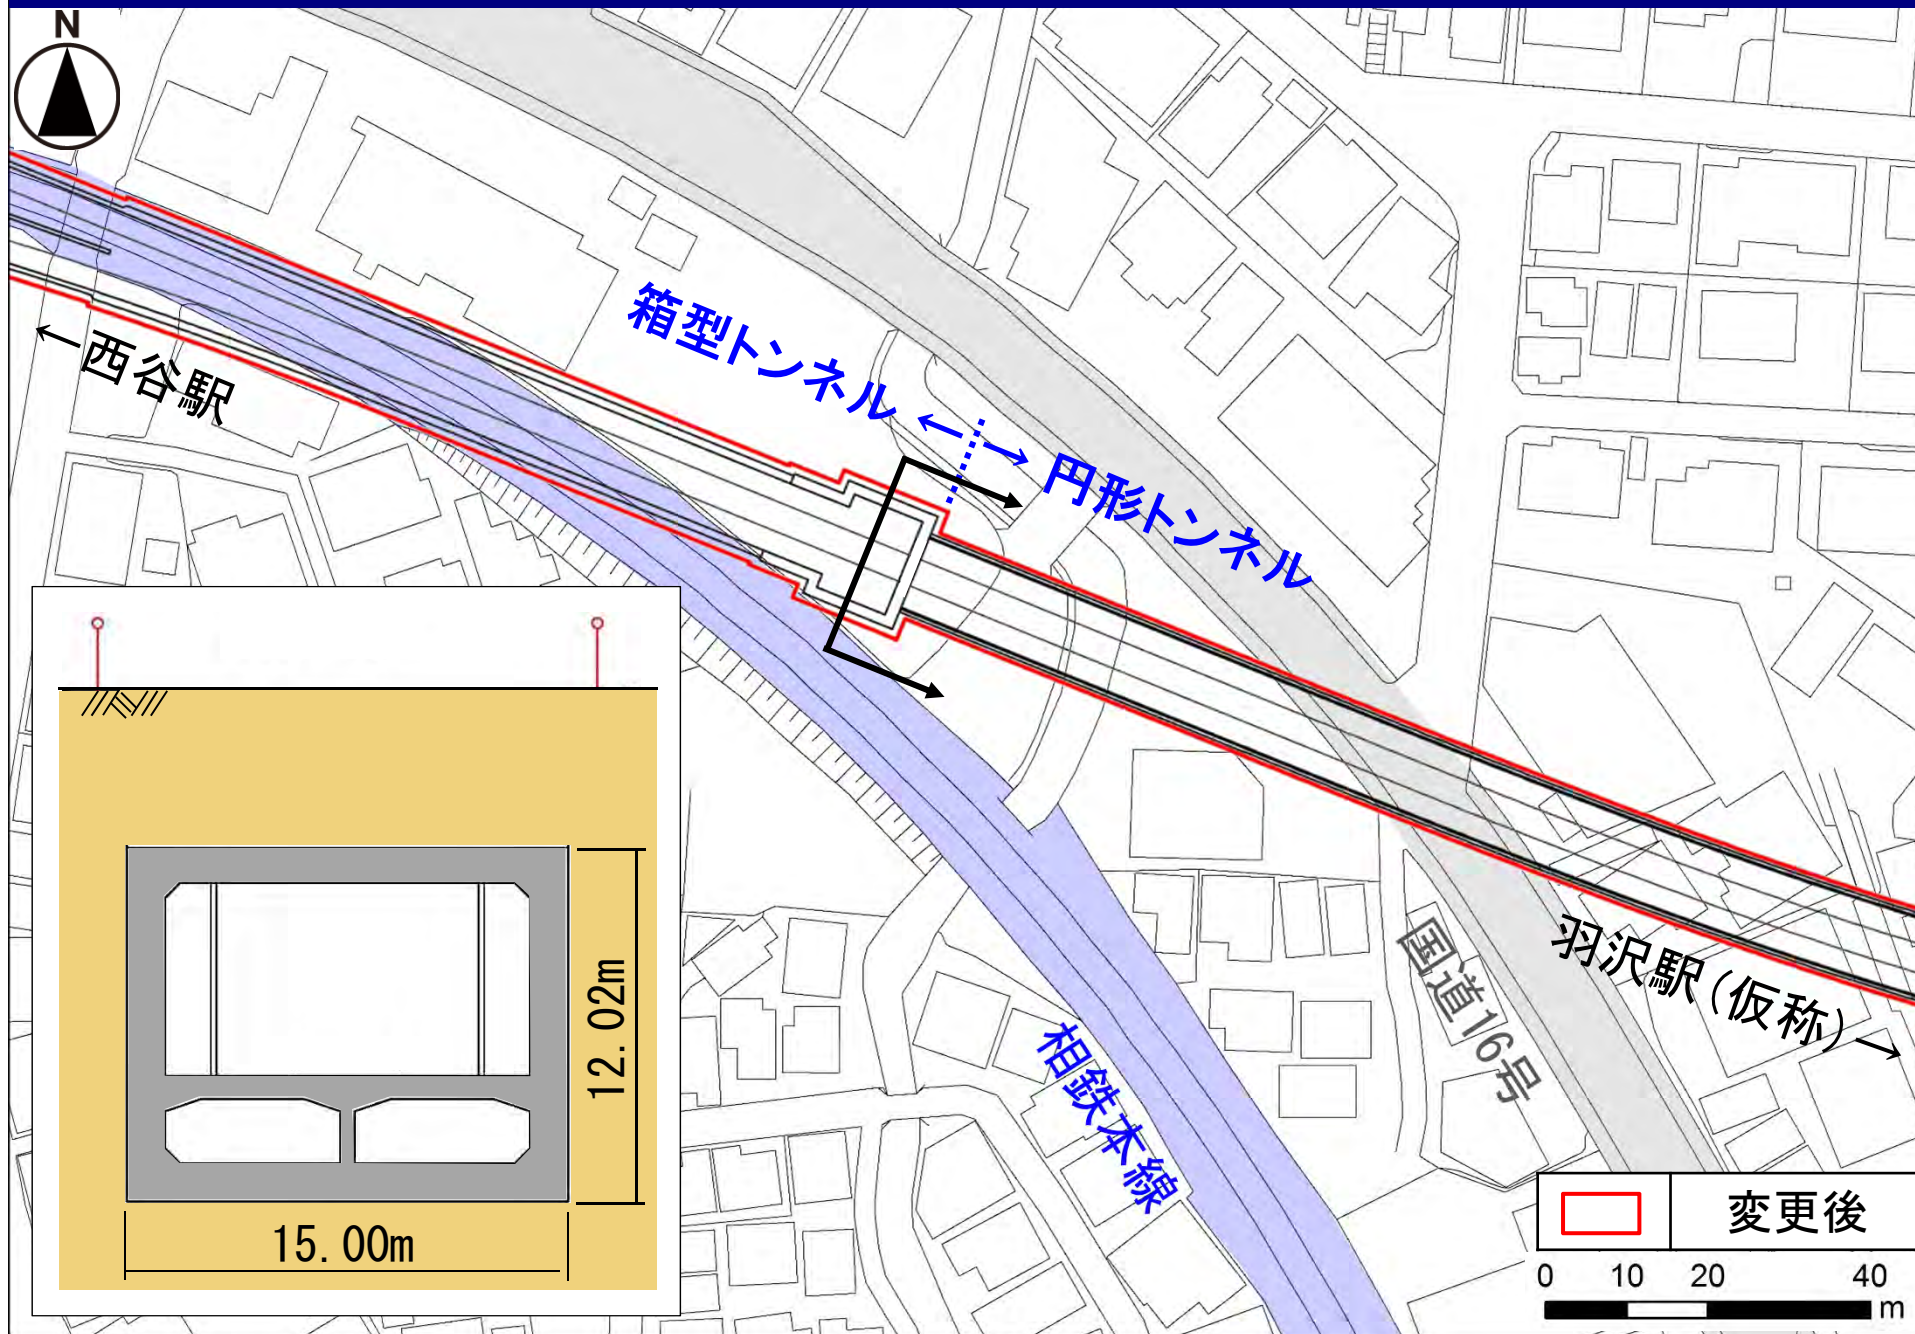 N
箱型トンネル ← → 円形トンネル
←西谷駅
12.02m
15.00m
国道16号
羽沢駅(仮称)→
相鉄本線
変更後
0 10 20 40
m